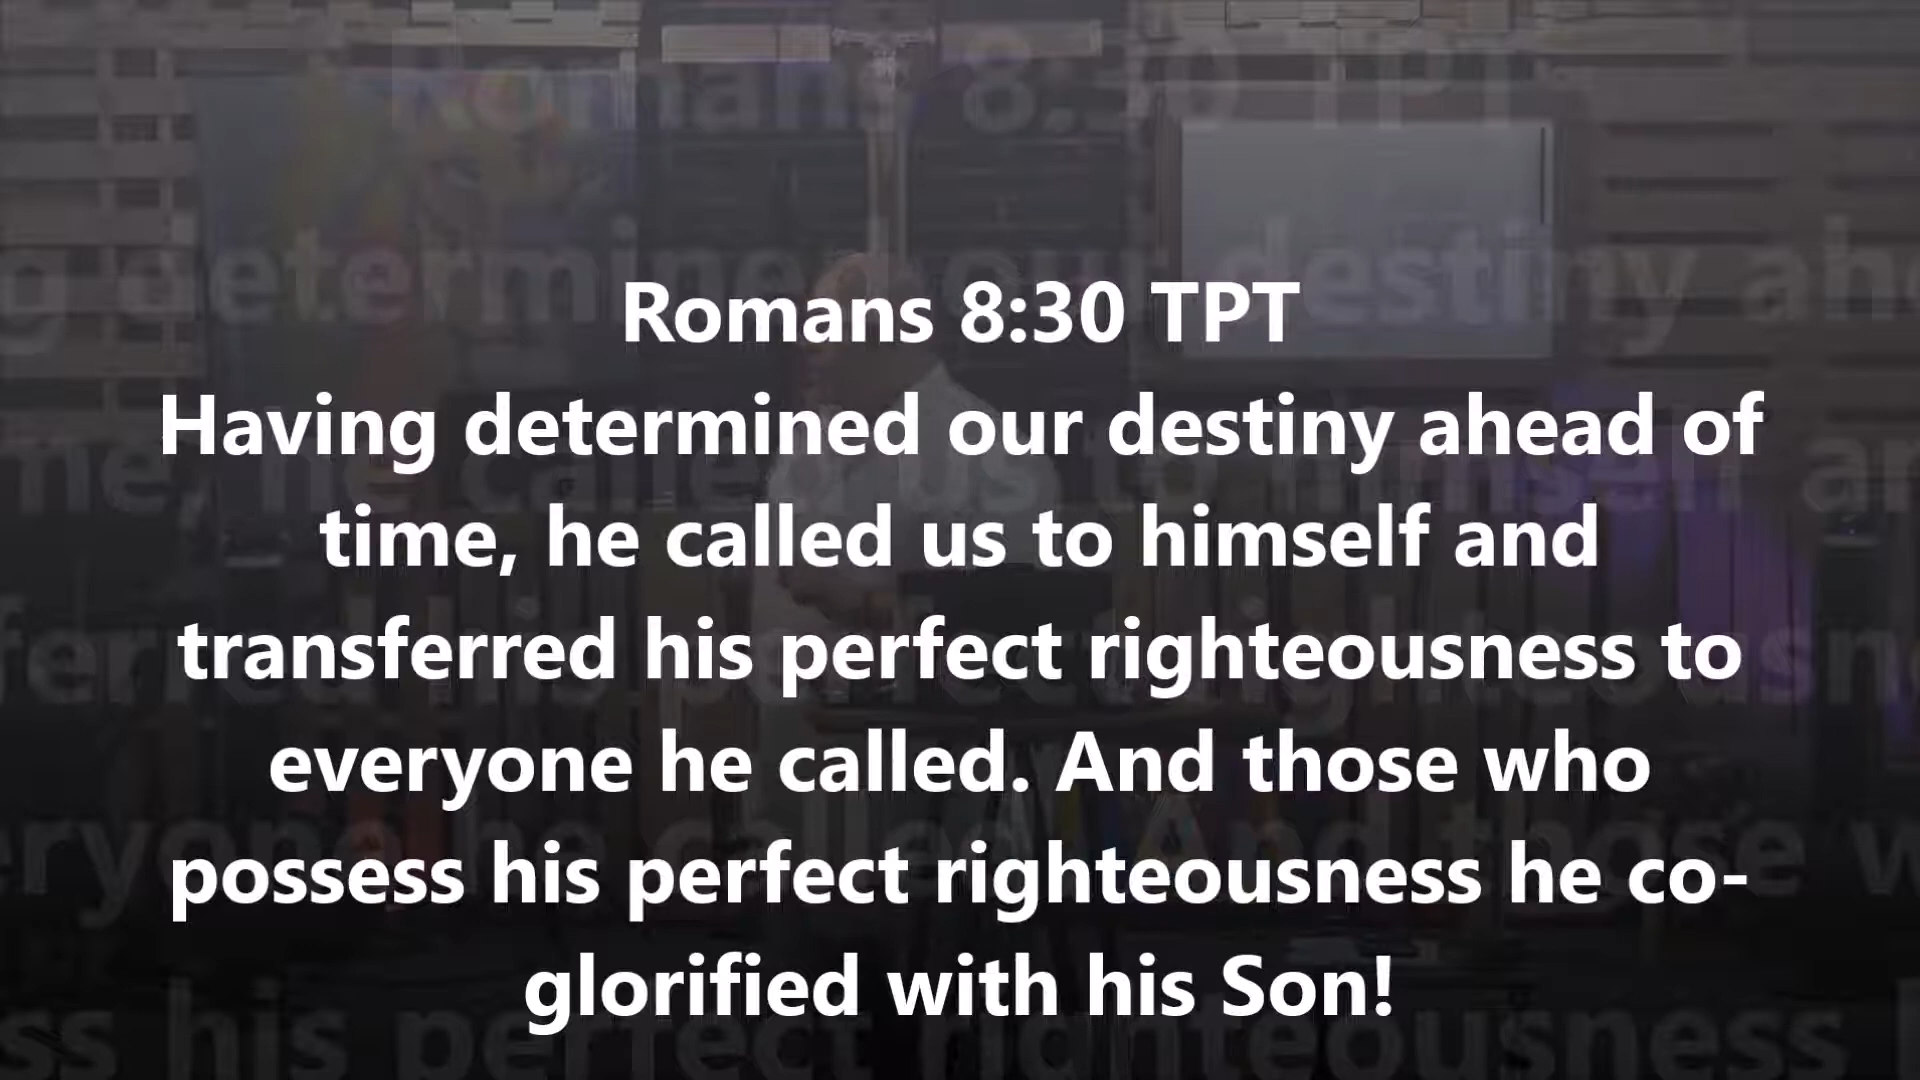 Romans 8:30 TPT
Having determined our destiny ahead of
time, he called us to himself and
transferred his perfect righteousness to
everyone he called. And those who
possess his perfect righteousness he co-
glorified with his Son!